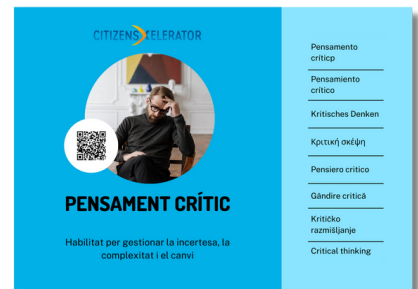 CITIZENS XELERATOR
PENSAMENT CRÍTIC
Habilitat per gestionar la incertesa, la
complexitat i el canvi
Pensamento
críticp
Pensamiento
crítico
Kritisches Denken
Κριτική σκέψη
Pensiero critico
Gândire critică
Kritičko
razmišljanje
Critical thinking